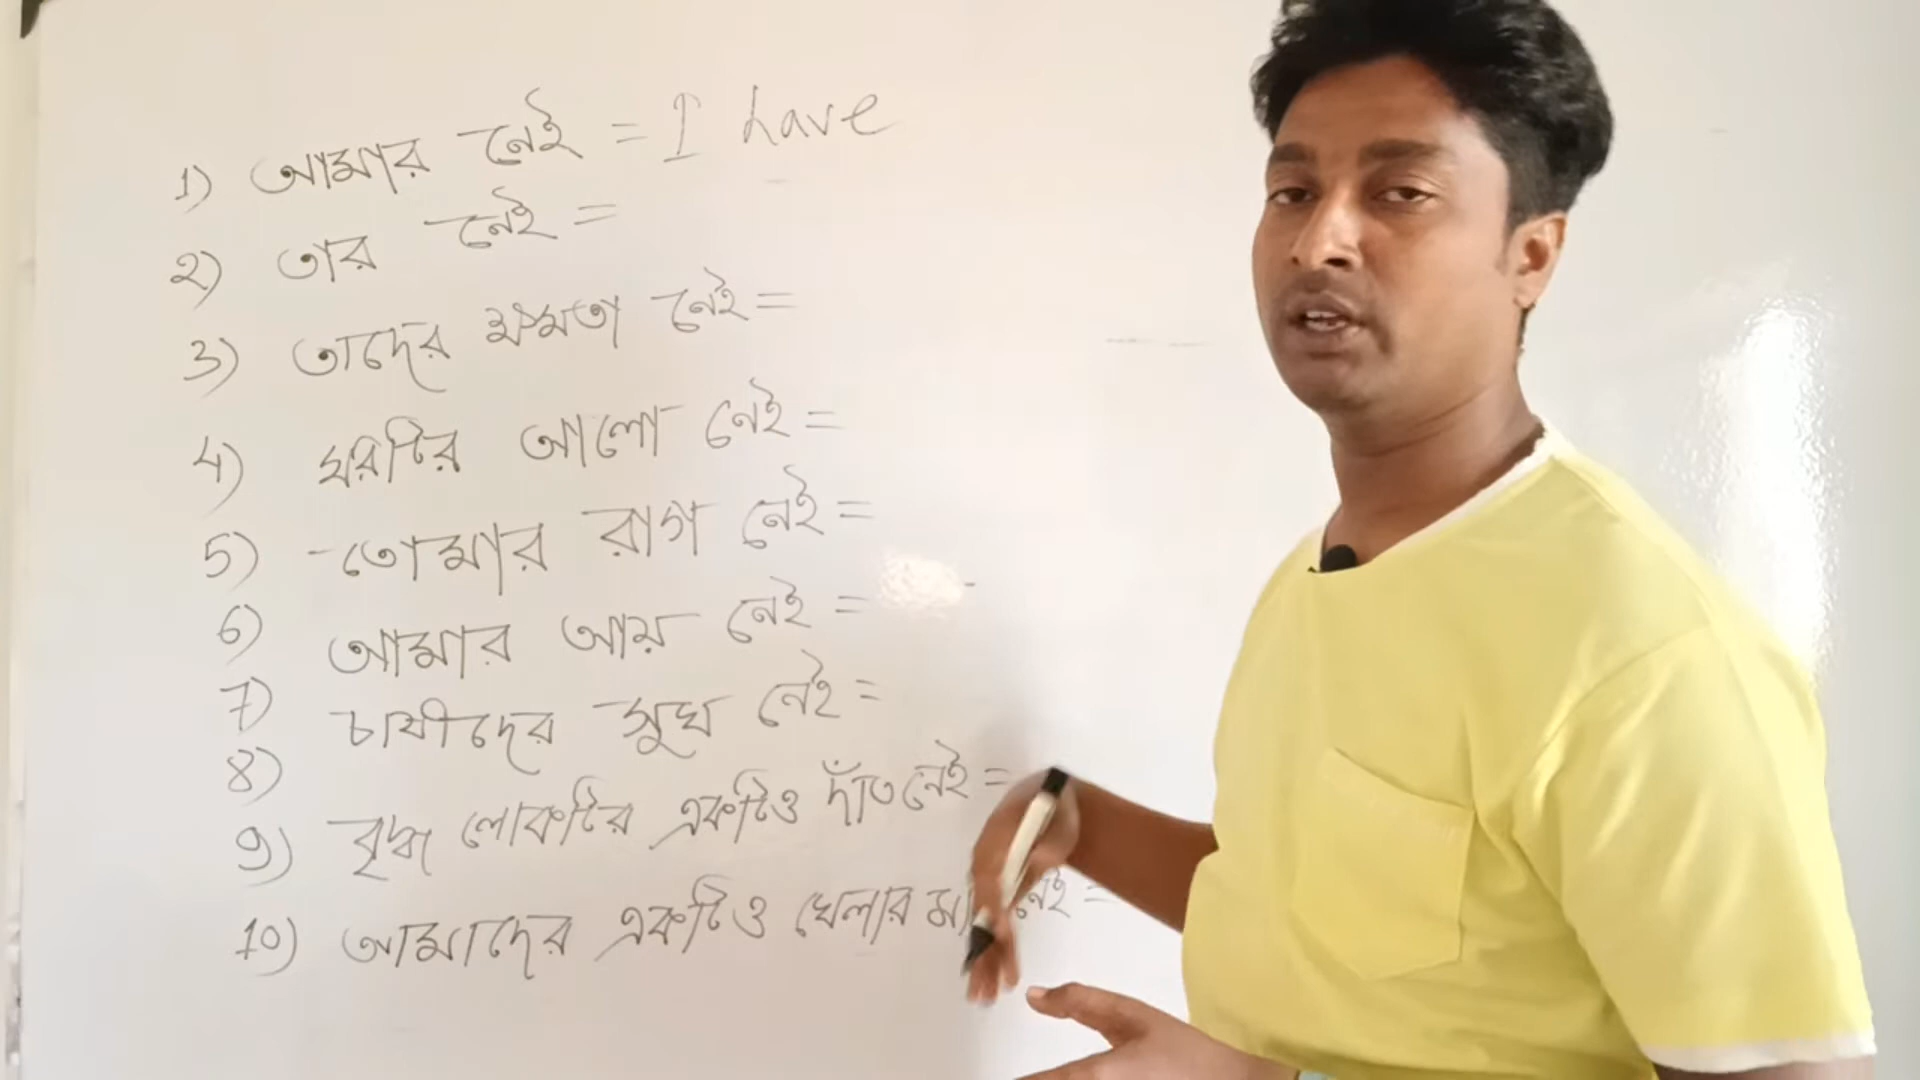 1) আমার নেই = I have
2) তার নেই =
3) তাদের ক্ষমতা নেই =
4) ঘরটির আলো নেই =
5) তোমার রাগ নেই =
6) আমার আয় নেই =
7) চাষীদের সুখ নেই =
8)
9) বৃদ্ধ লোকটির একটিও দাঁত নেই =
10) আমাদের একটিও খেলার নেই =